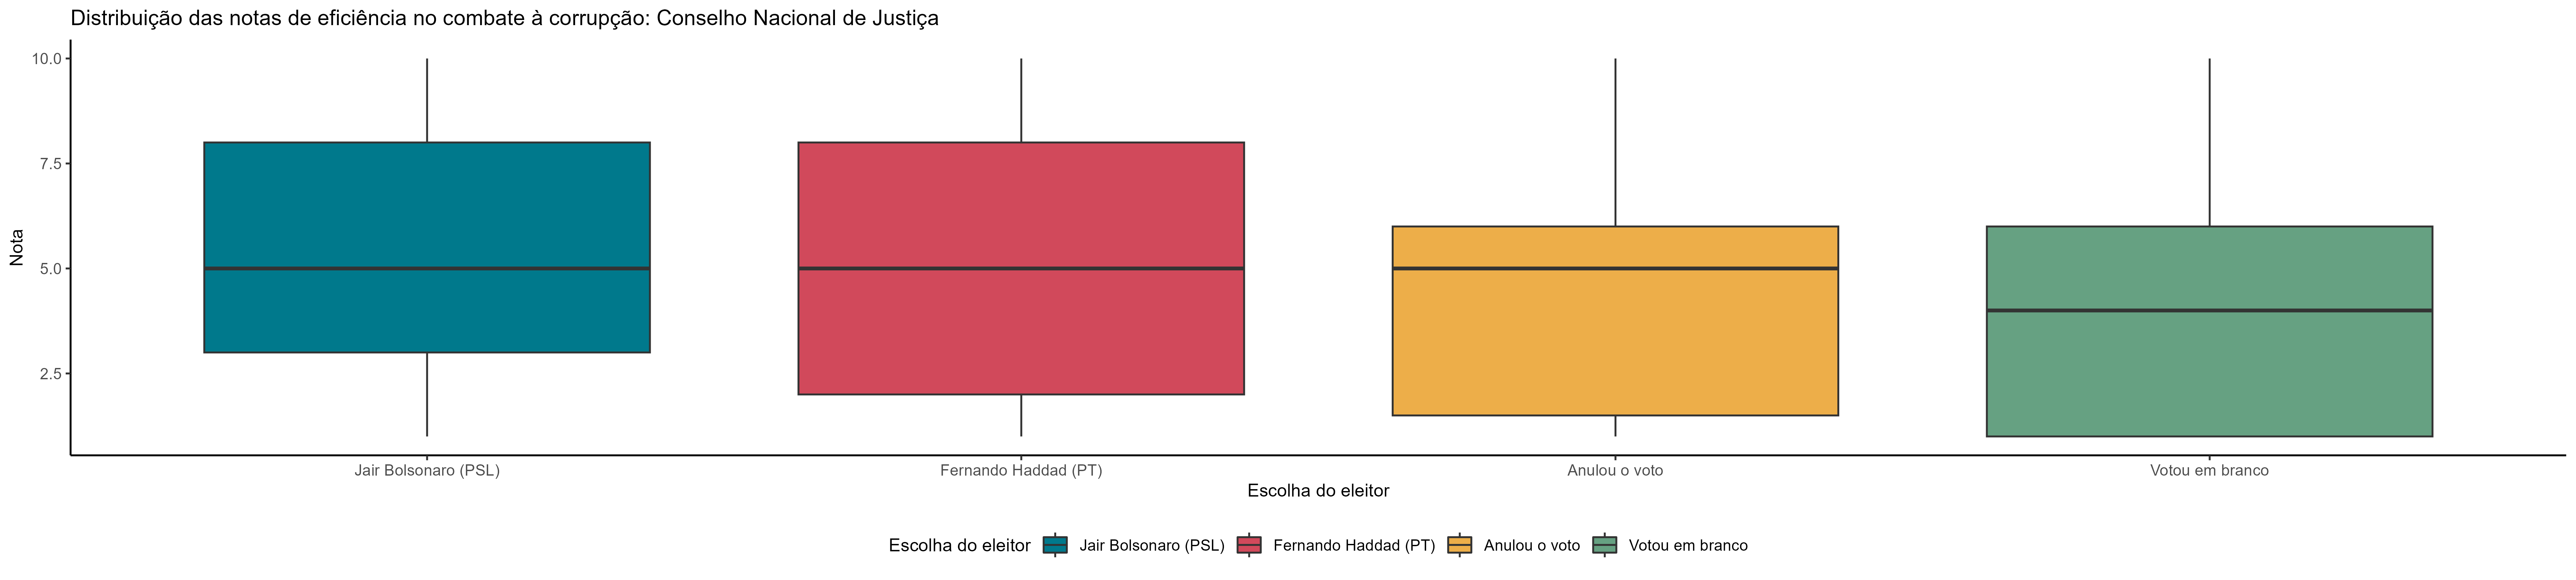 Distribuição das notas de eficiência no combate à corrupção: Conselho Nacional de Justiça
Nota
10.0
7.5
5.0
2.5
Jair Bolsonaro (PSL) Fernando Haddad (PT) Anulou o voto Votou em branco
Escolha do eleitor
Escolha do eleitor Jair Bolsonaro (PSL) Fernando Haddad (PT) Anulou o voto Votou em branco